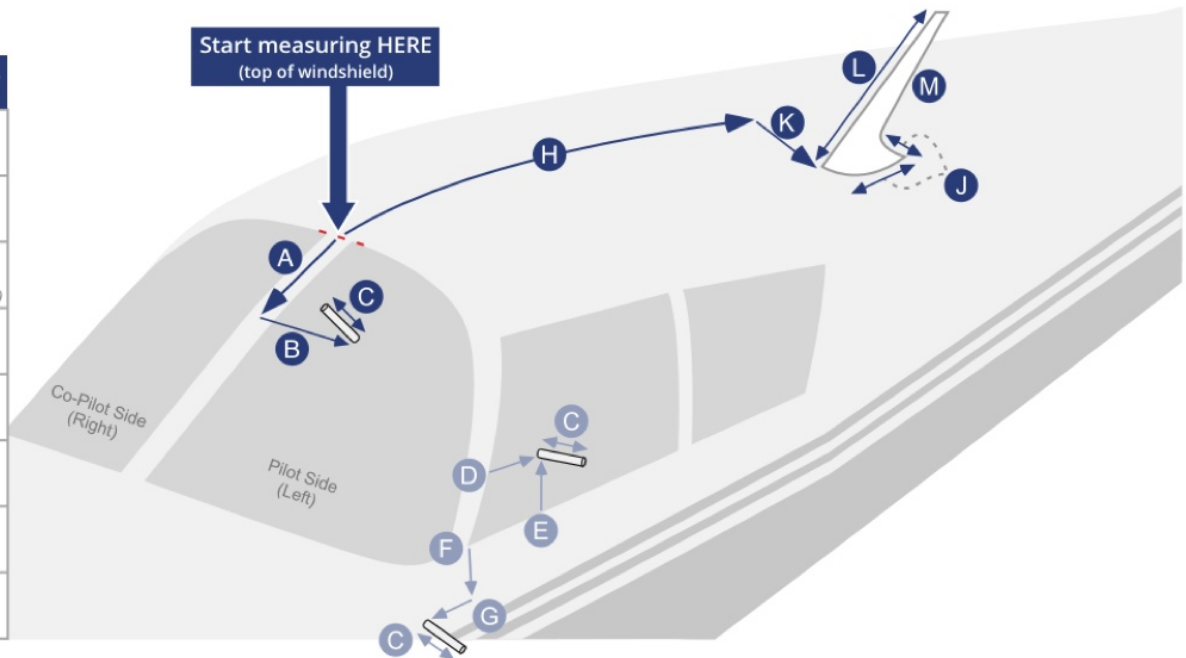 Start measuring HERE
(top of windshield)
L
M
K
H
J
A
C
B
Co-Pilot Side
(Right)
C
Pilot Side
(Left)
D
E
F
G
C